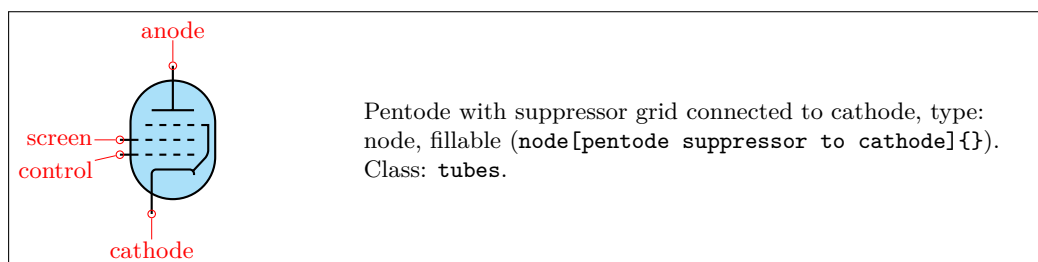 anode
screen
control
cathode
Pentode with suppressor grid connected to cathode, type:
node, fillable (node[pentode suppressor to cathode]{}).
Class: tubes.